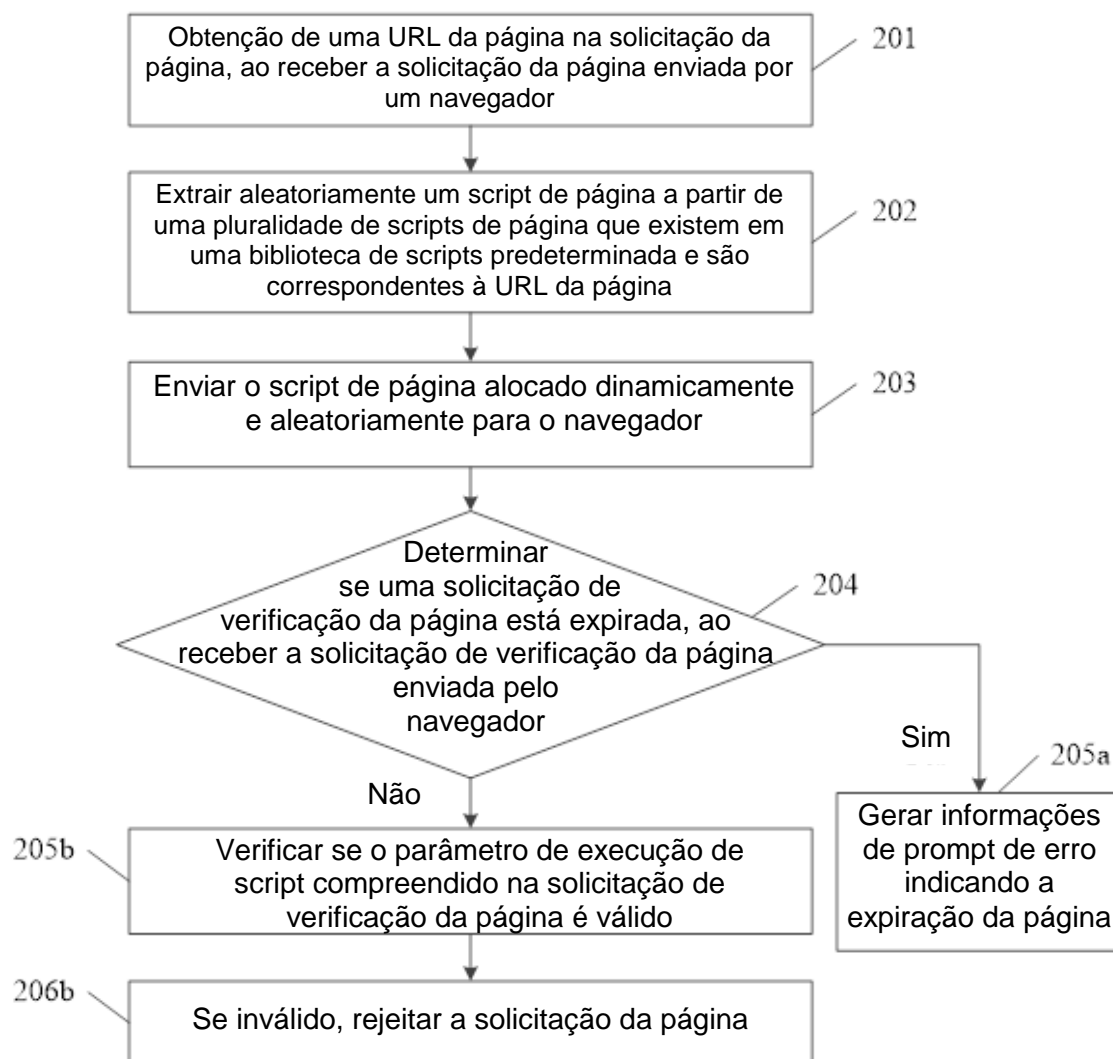 Obtenção de uma URL da página na solicitação da
página, ao receber a solicitação da página enviada por
um navegador
201
Extrair aleatoriamente um script de página a partir de
uma pluralidade de scripts de página que existem em
uma biblioteca de scripts predeterminada e são
correspondentes à URL da página
202
Enviar o script de página alocado dinamicamente
e aleatoriamente para o navegador
203
Determinar
se uma solicitação de
verificação da página está expirada, ao
receber a solicitação de verificação da página
enviada pelo
navegador
204
Sim
205a
Não
Gerar informações
de prompt de erro
indicando a
expiração da página
205b
Verificar se o parâmetro de execução de
script compreendido na solicitação de
verificação da página é válido
206b
Se inválido, rejeitar a solicitação da página